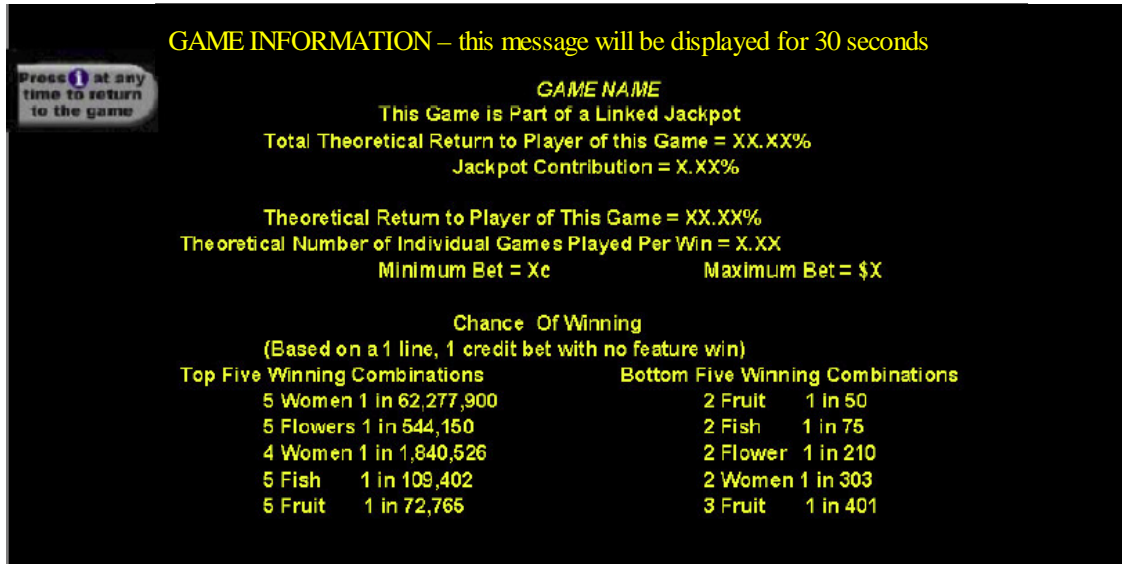 GAME INFORMATION – this message will be displayed for 30 seconds
Press i at any
time to return
to the game
GAME NAME
This Game is Part of a Linked Jackpot
Total Theoretical Return to Player of this Game = XX.XX%
Jackpot Contribution = X.XX%
Theoretical Return to Player of This Game = XX.XX%
Theoretical Number of Individual Games Played Per Win = X.XX
Minimum Bet = Xc Maximum Bet = $X
Chance Of Winning
(Based on a 1 line, 1 credit bet with no feature win)
Top Five Winning Combinations Bottom Five Winning Combinations
5 Women 1 in 62,277,900 2 Fruit 1 in 50
5 Flowers 1 in 544,150 2 Fish 1 in 75
4 Women 1 in 1,840,526 2 Flower 1 in 210
5 Fish 1 in 109,402 2 Women 1 in 303
5 Fruit 1 in 72,765 3 Fruit 1 in 401